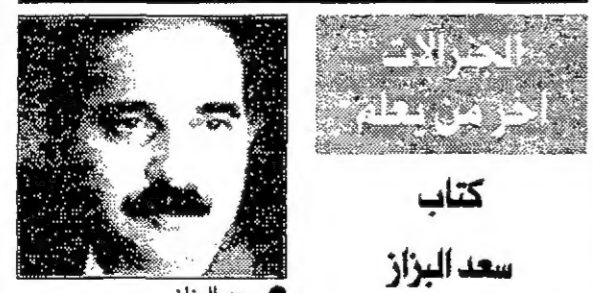 الجنرالات
آخر من يعلم
كتاب
سعد البزاز